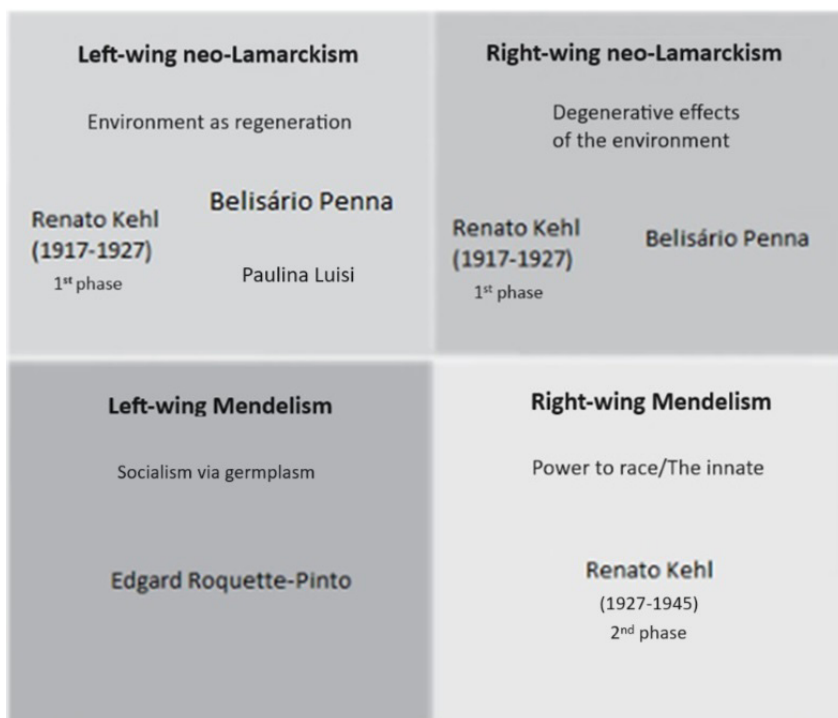 Left-wing neo-Lamarckism
Environment as regeneration
Renato Kehl
(1917-1927)
1st phase
Belisário Penna
Paulina Luisi
Right-wing neo-Lamarckism
Degenerative effects
of the environment
Renato Kehl
(1917-1927)
1st phase
Belisário Penna
Left-wing Mendelism
Socialism via germplasm
Edgard Roquette-Pinto
Right-wing Mendelism
Power to race/The innate
Renato Kehl
(1927-1945)
2nd phase